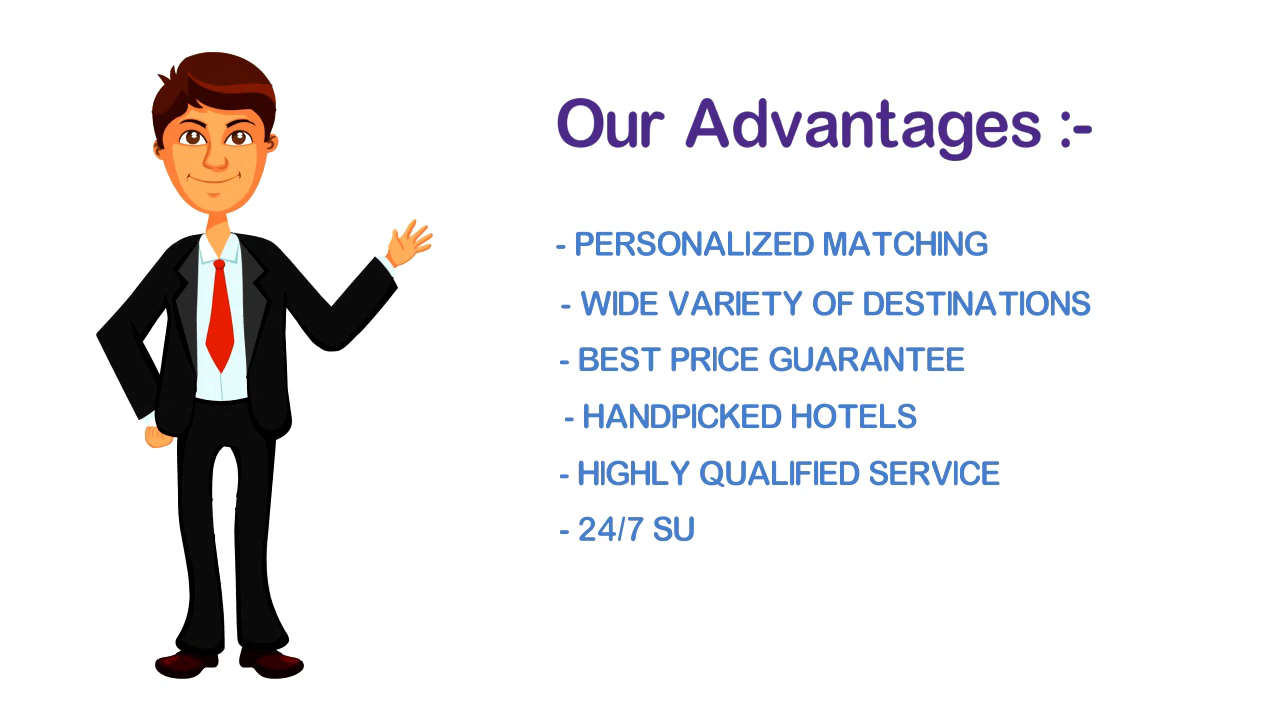 Our Advantages :-
- PERSONALIZED MATCHING
- WIDE VARIETY OF DESTINATIONS
- BEST PRICE GUARANTEE
- HANDPICKED HOTELS
- HIGHLY QUALIFIED SERVICE
- 24/7 SU